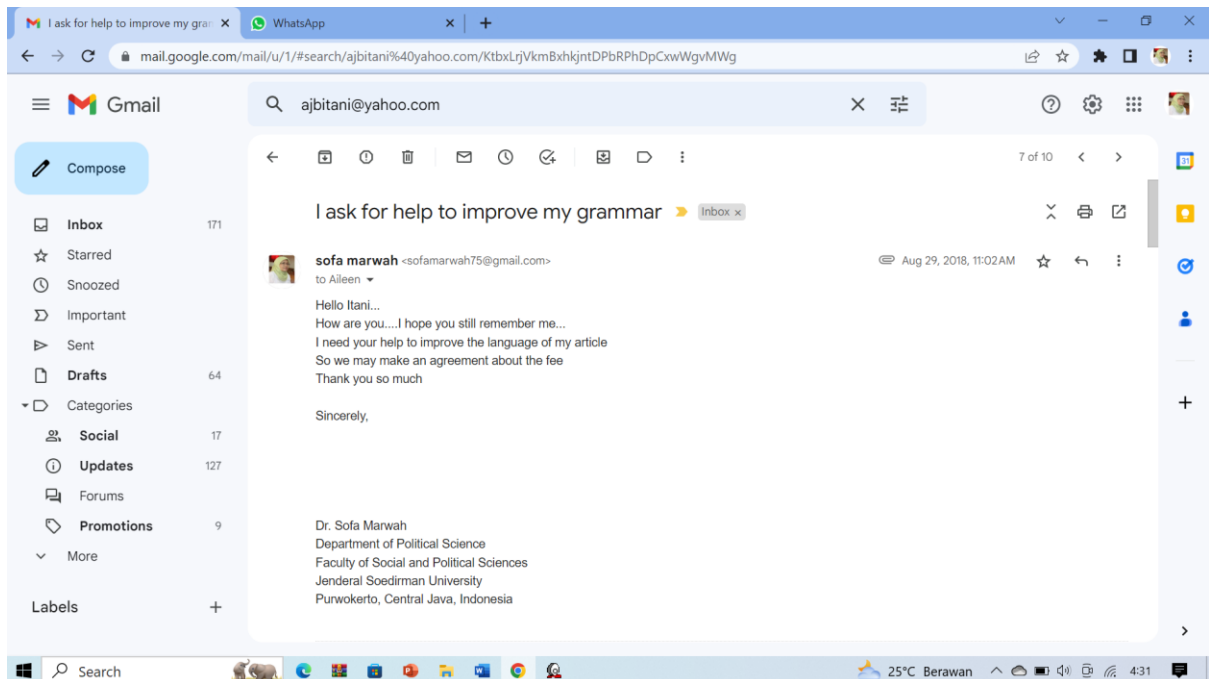 I ask for help to improve my gran
WhatsApp
mail.google.com/mail/u/1/#search/ajbitani%40yahoo.com/KtbxLrjVkmBxhkjntDPbRPhDpCxwWgvMWg
Gmail
ajbitani@yahoo.com
Compose
7 of 10
31
I ask for help to improve my grammar
Inbox x
Inbox 171
Starred
Snoozed
Important
Sent
Drafts 64
Categories
Social 17
Updates 127
Forums
Promotions 9
More
Labels
sofa marwah <sofamarwah75@gmail.com>
Aug 29, 2018, 11:02 AM
to Aileen
Hello Itani...
How are you....I hope you still remember me...
I need your help to improve the language of my article
So we may make an agreement about the fee
Thank you so much
Sincerely,
Dr. Sofa Marwah
Department of Political Science
Faculty of Social and Political Sciences
Jenderal Soedirman University
Purwokerto, Central Java, Indonesia
Search
25°C Berawan
4:31